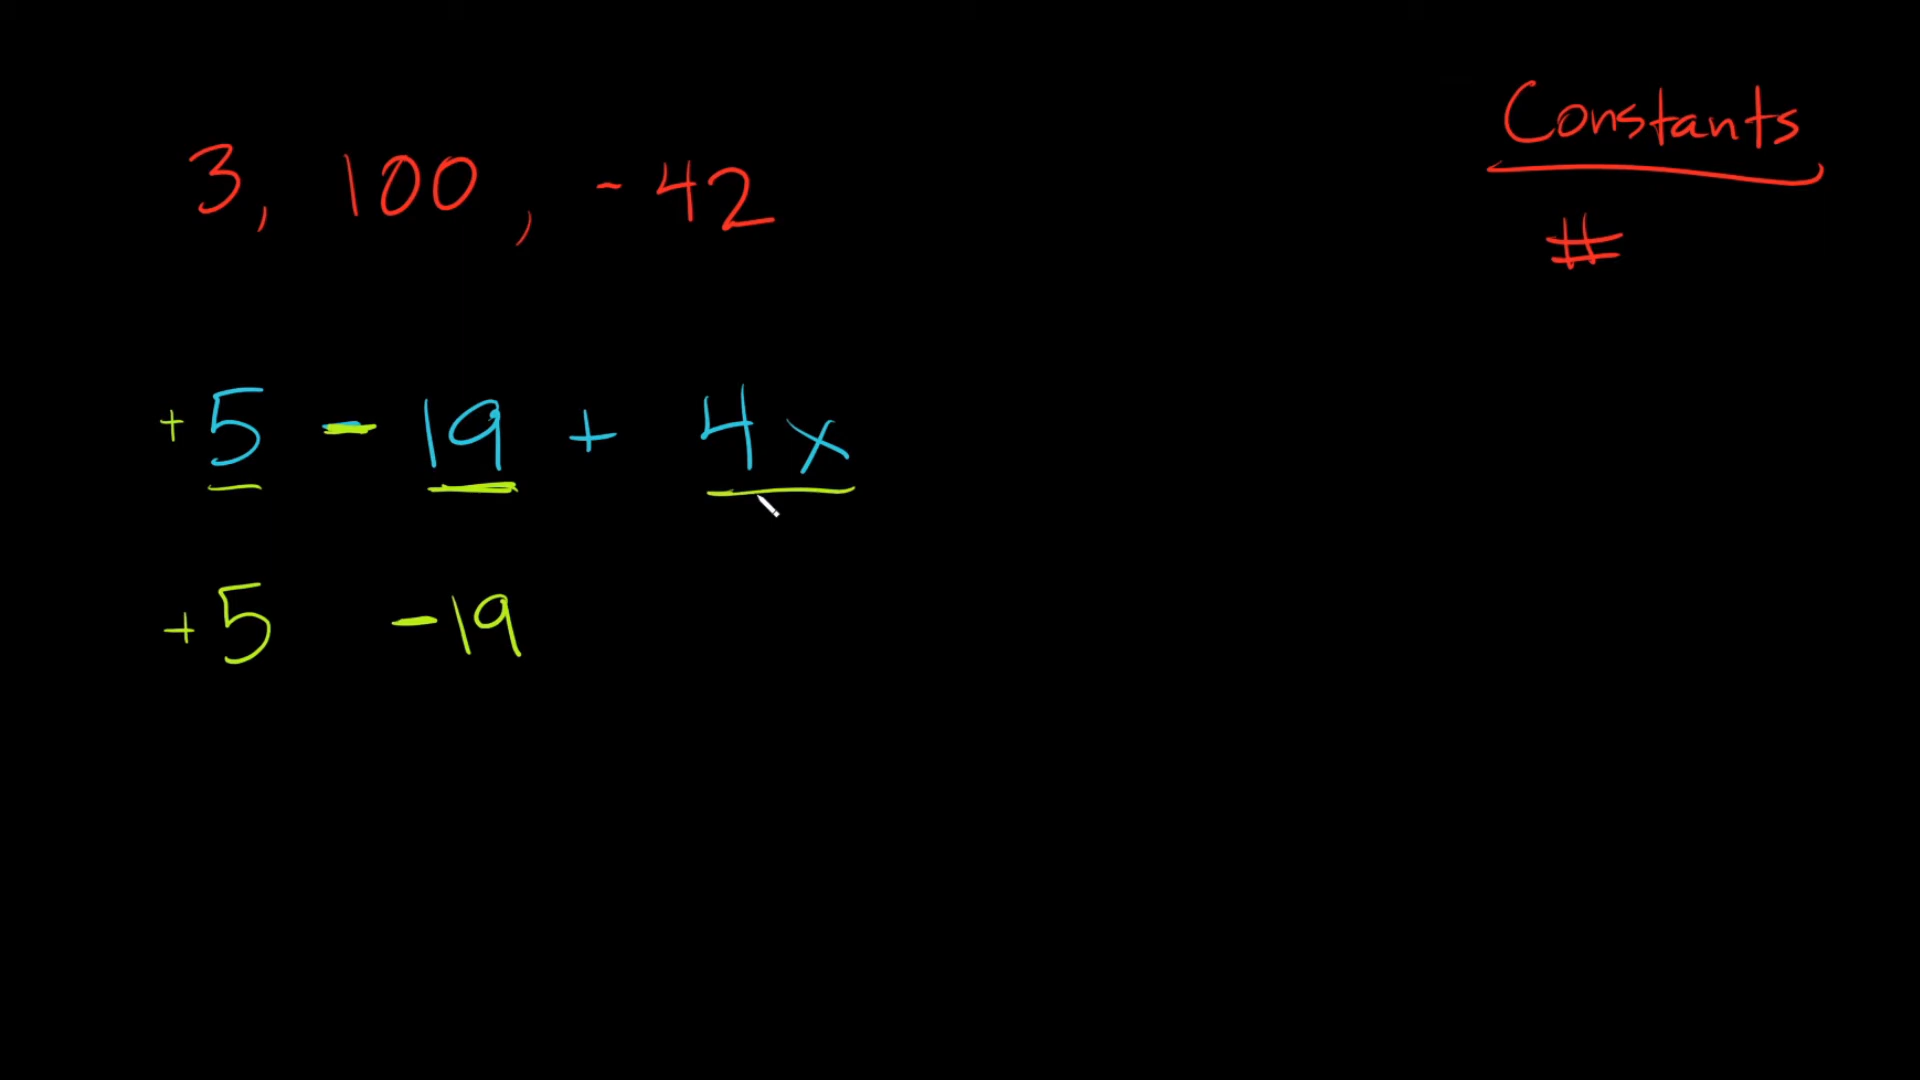 Constants
#
3, 100, -42
+5 - 19 + 4x
+5 -19